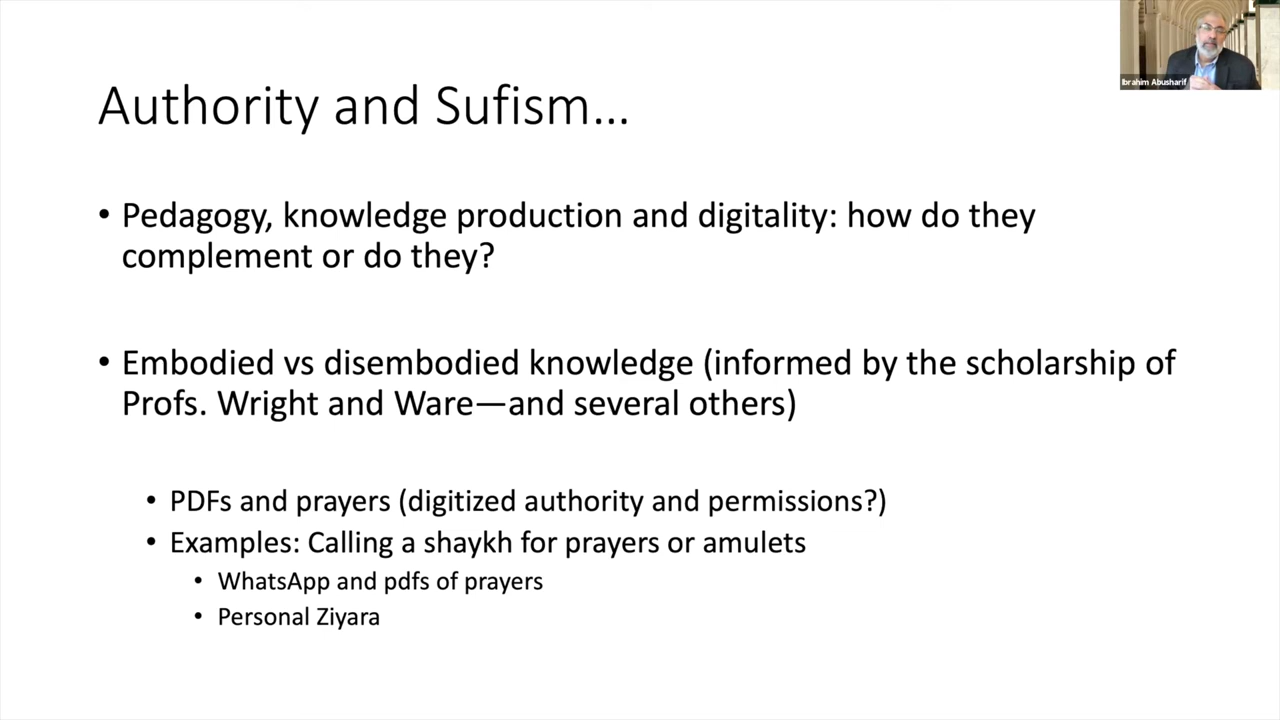 Ibrahim Abusharif
Authority and Sufism...
• Pedagogy, knowledge production and digitality: how do they
complement or do they?
• Embodied vs disembodied knowledge (informed by the scholarship of
Profs. Wright and Ware—and several others)
• PDFs and prayers (digitized authority and permissions?)
• Examples: Calling a shaykh for prayers or amulets
• WhatsApp and pdfs of prayers
• Personal Ziyara